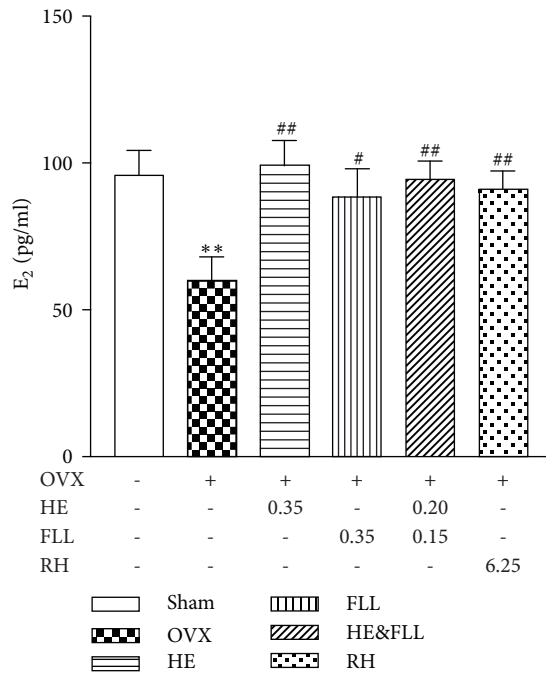 150
100
50
0
E2 (pg/ml)
**
##
#
##
##
OVX - + + + + +
HE - - 0.35 - 0.20 -
FLL - - - 0.35 0.15 -
RH - - - - - 6.25
Sham FLL
OVX HE&FLL
HE RH